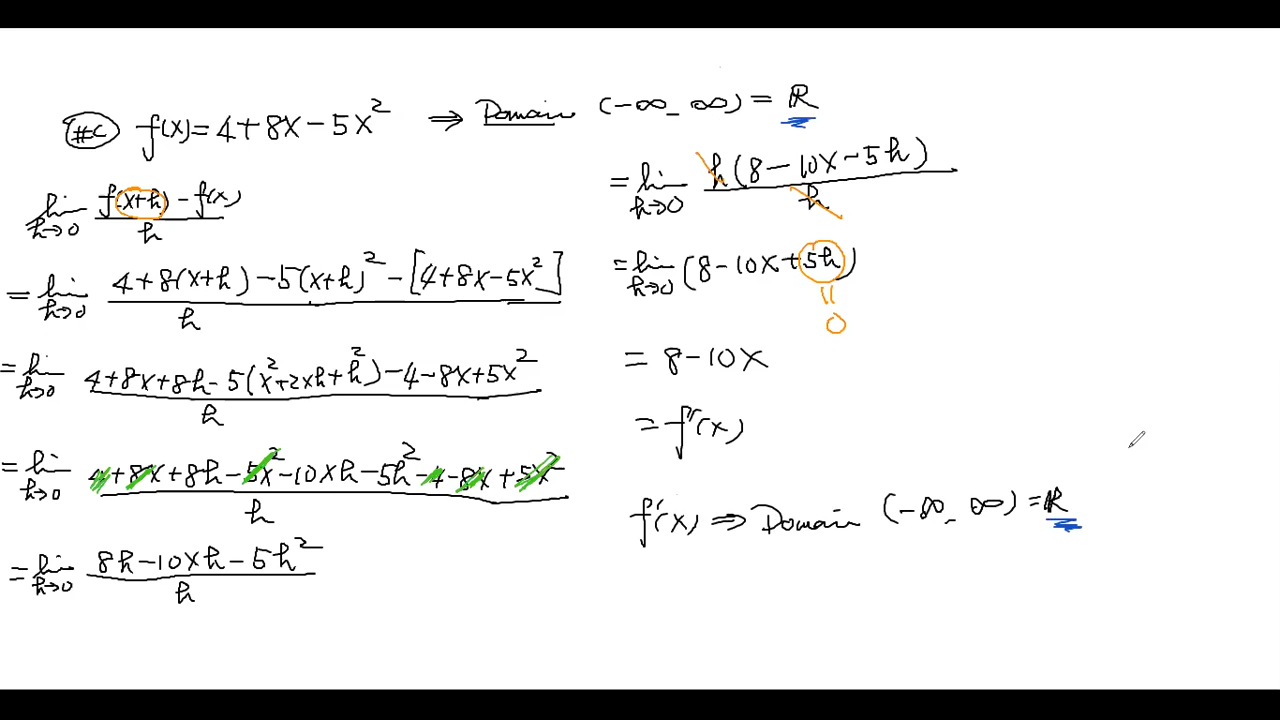 #C f(x) = 4 + 8x - 5x² ⇒ Domain (-∞, ∞) = ℝ
lim h→0 (f(x+h) - f(x)) / h
= lim h→0 (4 + 8(x+h) - 5(x+h)² - [4 + 8x - 5x²]) / h
= lim h→0 (4 + 8x + 8h - 5(x² + 2xh + h²) - 4 - 8x + 5x²) / h
= lim h→0 (4 + 8x + 8h - 5x² - 10xh - 5h² - 4 - 8x + 5x²) / h
= lim h→0 (8h - 10xh - 5h²) / h
= lim h→0 h(8 - 10x - 5h) / h
= lim h→0 (8 - 10x + 5h)
=
0
= 8 - 10x
= f'(x)
f'(x) ⇒ Domain (-∞, ∞) = ℝ